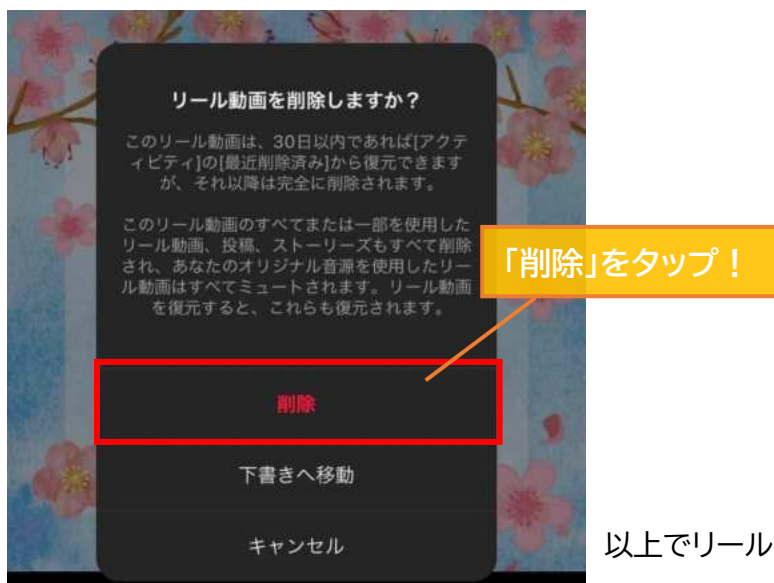 リール動画を削除しますか？
このリール動画は、30日以内であれば[アクテ
ィビティ]の[最近削除済み]から復元できます
が、それ以降は完全に削除されます。
このリール動画のすべてまたは一部を使用した
リール動画、投稿、ストーリーズもすべて削除
され、あなたのオリジナル音源を使用したリー
ル動画はすべてミュートされます。リール動画
を復元すると、これらも復元されます。
「削除」をタップ！
削除
下書きへ移動
キャンセル
以上でリール